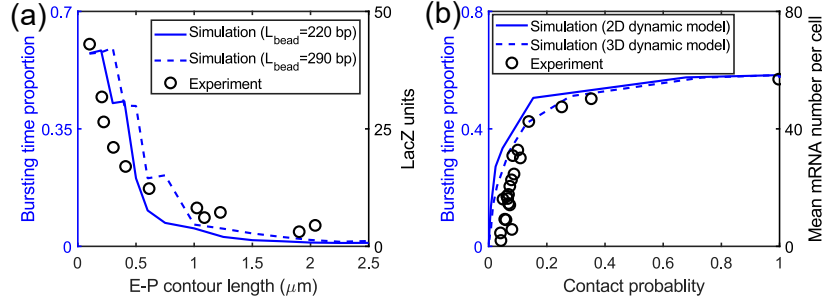 (a)
Simulation (L_bead=220 bp)
Simulation (L_bead=290 bp)
Experiment
Bursting time proportion
0.7
0.35
0
LacZ units
50
25
0
0 0.5 1 1.5 2 2.5
E-P contour length (μm)
(b)
Simulation (2D dynamic model)
Simulation (3D dynamic model)
Experiment
Bursting time proportion
0.8
0.4
0
Mean mRNA number per cell
80
40
0
0 0.2 0.4 0.6 0.8 1
Contact probablity